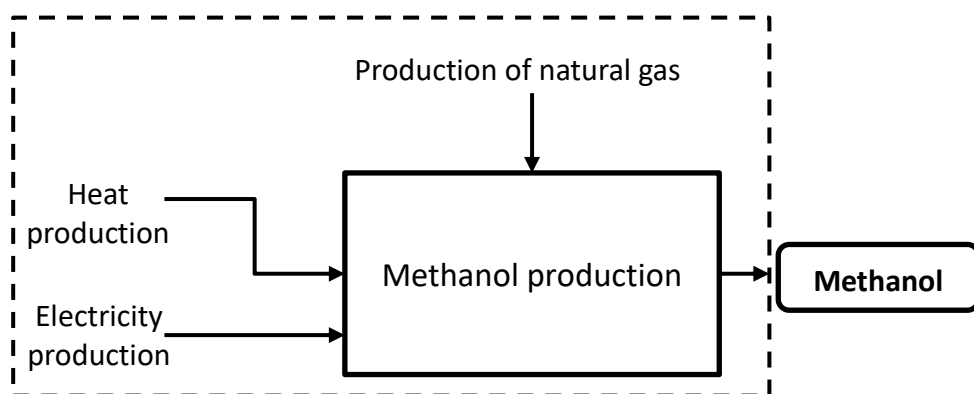 Production of natural gas
Heat
production
Methanol production
Methanol
Electricity
production